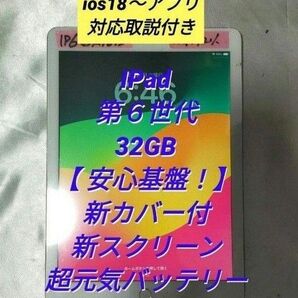 ios18～アプリ
対応取説付き
6:46
IPad
第６世代
32GB
【 安心基盤！】
新カバー付
新スクリーン
超元気バッテリー